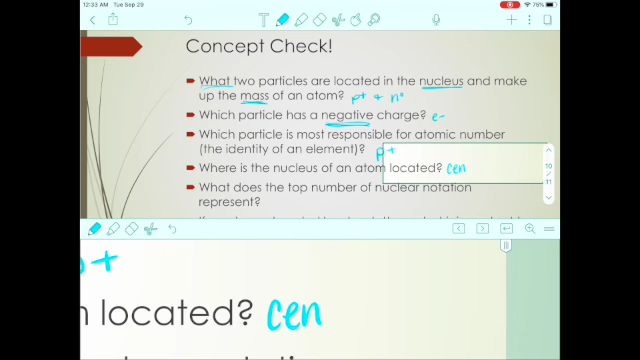 12:33 AM Tue Sep 29
75%
Concept Check!
What two particles are located in the nucleus and make
up the mass of an atom? p+ + n°
Which particle has a negative charge? e-
Which particle is most responsible for atomic number
(the identity of an element)? p+
Where is the nucleus of an atom located? cen
What does the top number of nuclear notation
represent?
10
11
p+
located? cen